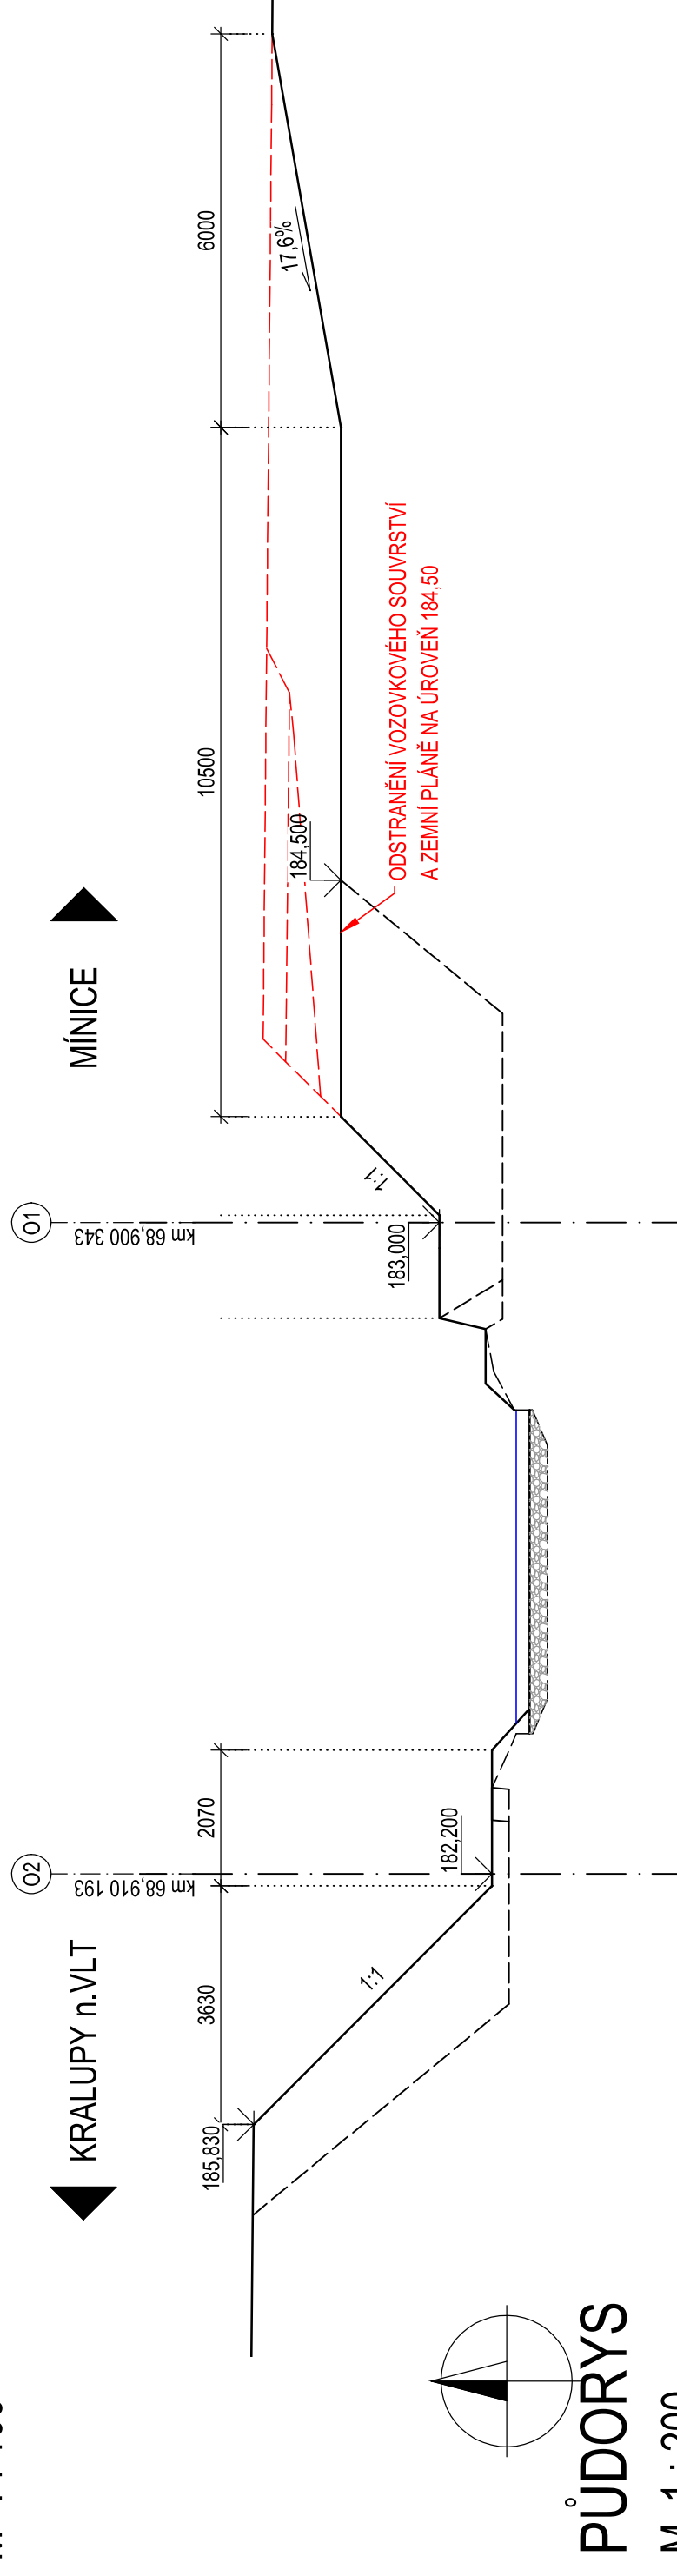 KRALUPY n.VLT
MÍNICE
O2
O1
km 68,910 193
km 68,900 343
3630
2070
10500
6000
185,830
182,200
183,000
184,500
1:1
1:1
17,6%
ODSTRANĚNÍ VOZOVKOVÉHO SOUVRSTVÍ
A ZEMNÍ PLÁNĚ NA ÚROVEŇ 184,50
PŮDORYS
M 1 : 200